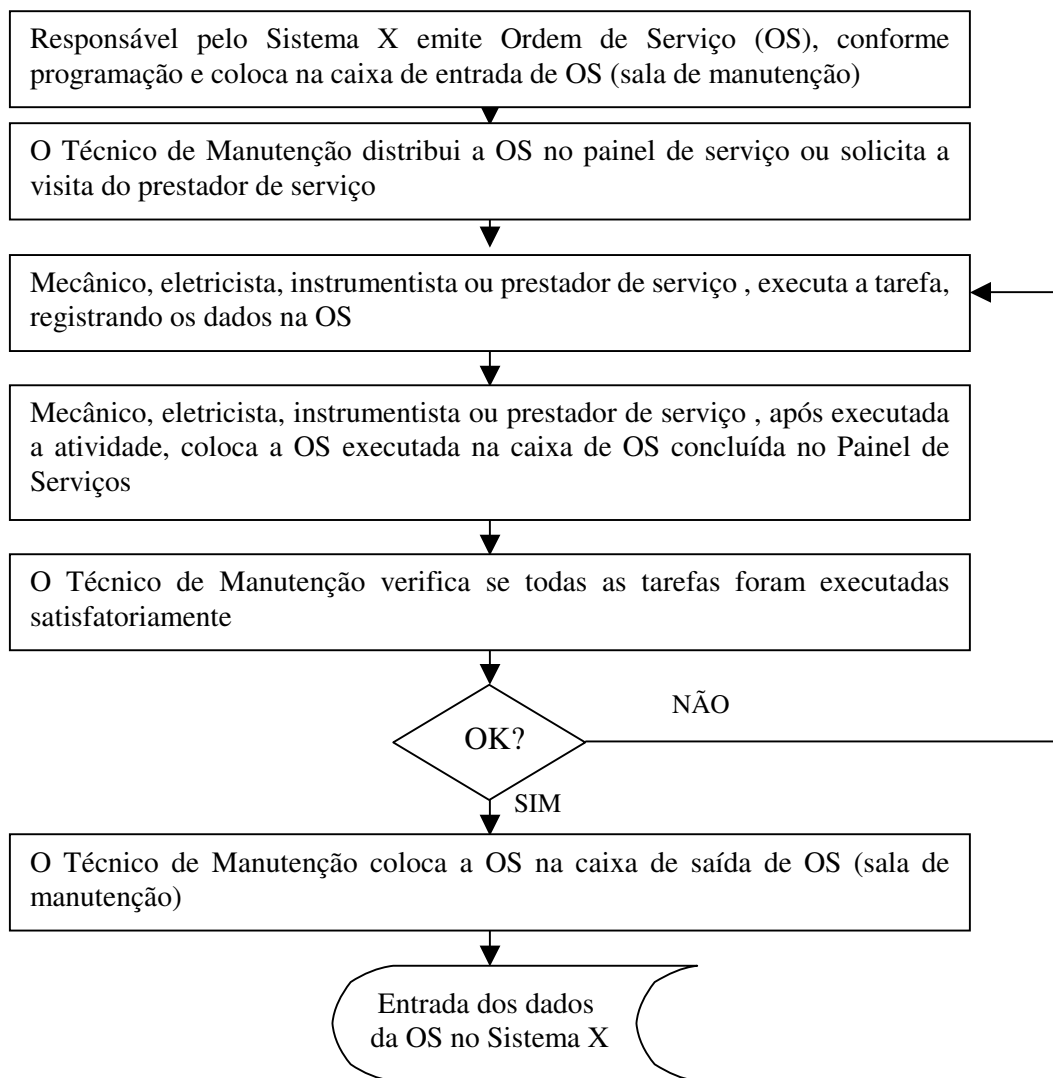 Responsável pelo Sistema X emite Ordem de Serviço (OS), conforme
programação e coloca na caixa de entrada de OS (sala de manutenção)
O Técnico de Manutenção distribui a OS no painel de serviço ou solicita a
visita do prestador de serviço
Mecânico, eletricista, instrumentista ou prestador de serviço , executa a tarefa,
registrando os dados na OS
Mecânico, eletricista, instrumentista ou prestador de serviço , após executada
a atividade, coloca a OS executada na caixa de OS concluída no Painel de
Serviços
O Técnico de Manutenção verifica se todas as tarefas foram executadas
satisfatoriamente
NÃO
OK?
SIM
O Técnico de Manutenção coloca a OS na caixa de saída de OS (sala de
manutenção)
Entrada dos dados
da OS no Sistema X